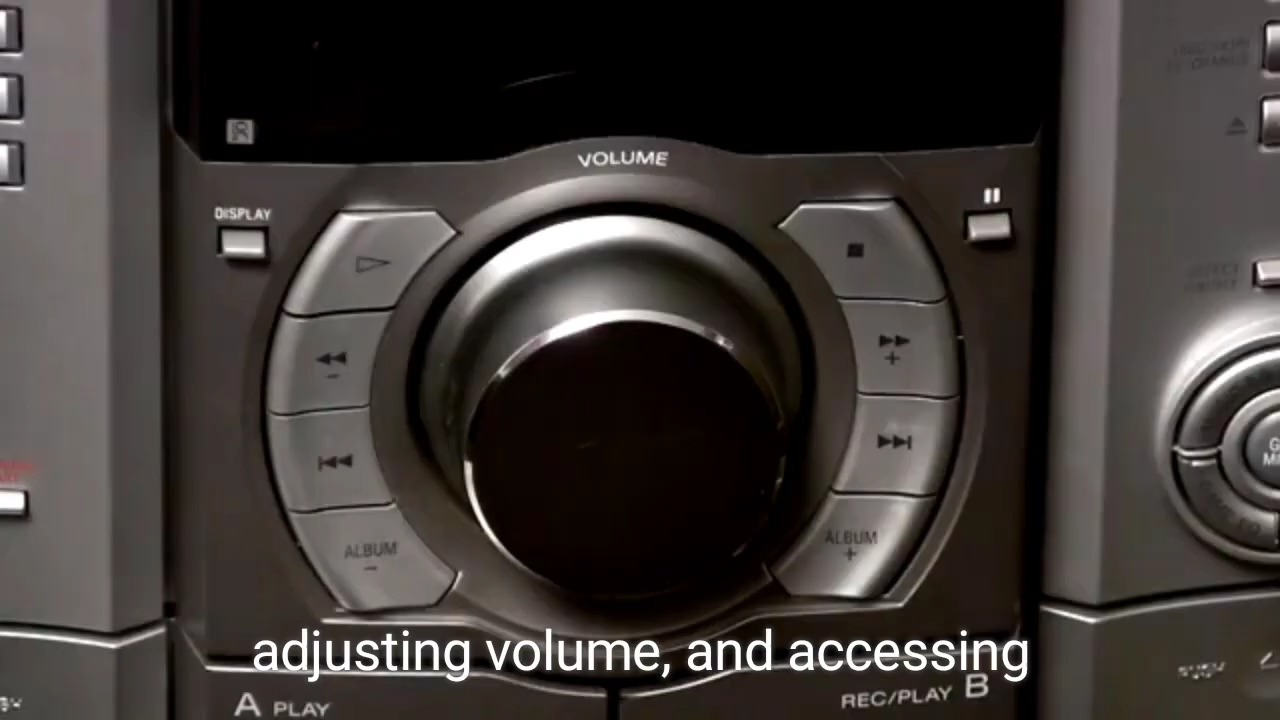 VOLUME
DISPLAY
ALBUM
−
ALBUM
+
adjusting volume, and accessing
A PLAY
REC/PLAY B